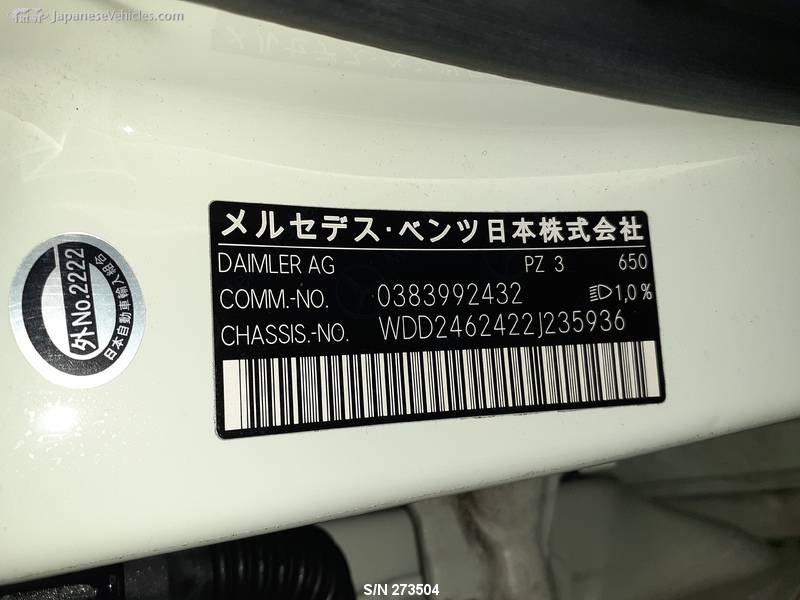 JapaneseVehicles.com
メルセデス・ベンツ日本株式会社
DAIMLER AG PZ 3 650
COMM.-NO. 0383992432 1,0%
CHASSIS.-NO. WDD2462422J235936
外No.2222
日本自動車輸入組合
S/N 273504